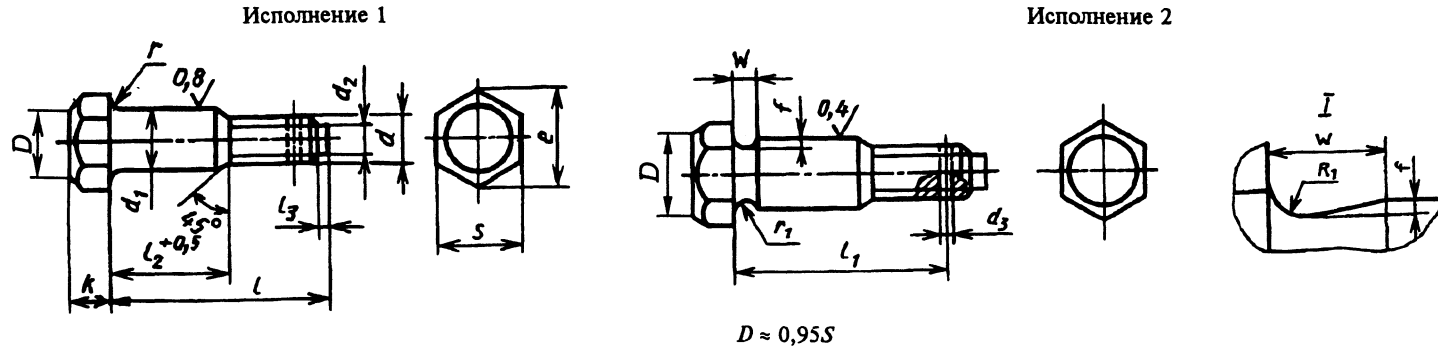 Исполнение 1
Исполнение 2
r
0,8
d₂
D
d₁
d
45°
l₃
l₂⁺⁰,⁵
k
l
e
S
W
f
0,4
D
r₁
l₁
d₃
I
W
R₁
f
D ≈ 0,95S